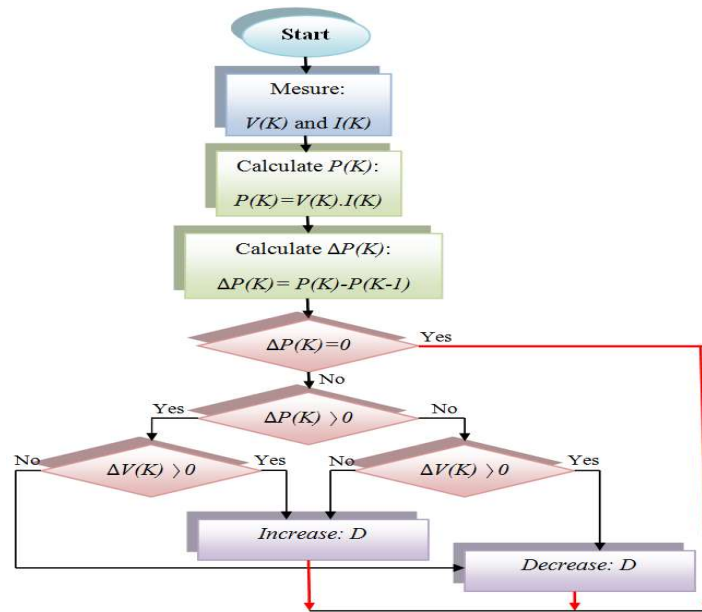 Start
Mesure:
V(K) and I(K)
Calculate P(K):
P(K)=V(K).I(K)
Calculate ΔP(K):
ΔP(K)= P(K)-P(K-1)
ΔP(K)=0
Yes
No
ΔP(K) 〉0
Yes
No
ΔV(K) 〉0
No
Yes
ΔV(K) 〉0
No
Yes
Increase: D
Decrease: D